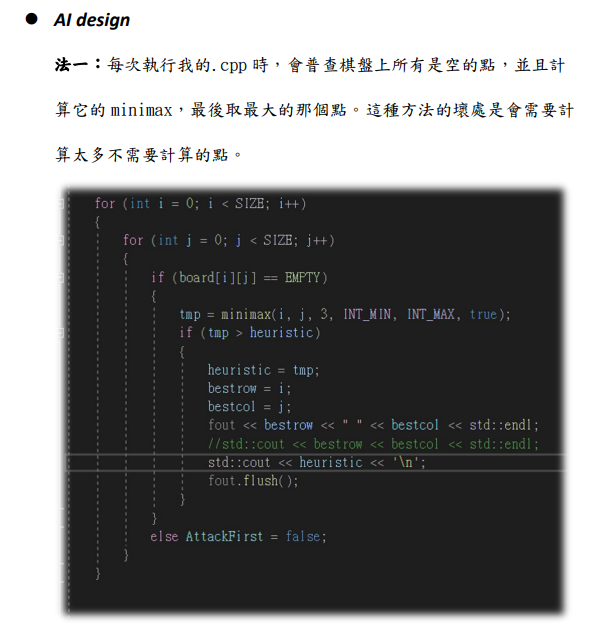 ● AI design
法一：每次執行我的.cpp 時，會普查棋盤上所有是空的點，並且計
算它的 minimax，最後取最大的那個點。這種方法的壞處是會需要計
算太多不需要計算的點。
for (int i = 0; i < SIZE; i++)
{
for (int j = 0; j < SIZE; j++)
{
if (board[i][j] == EMPTY)
{
tmp = minimax(i, j, 3, INT_MIN, INT_MAX, true);
if (tmp > heuristic)
{
heuristic = tmp;
bestrow = i;
bestcol = j;
fout << bestrow << " " << bestcol << std::endl;
//std::cout << bestrow << bestcol << std::endl;
std::cout << heuristic << '\n';
fout.flush();
}
}
else AttackFirst = false;
}
}